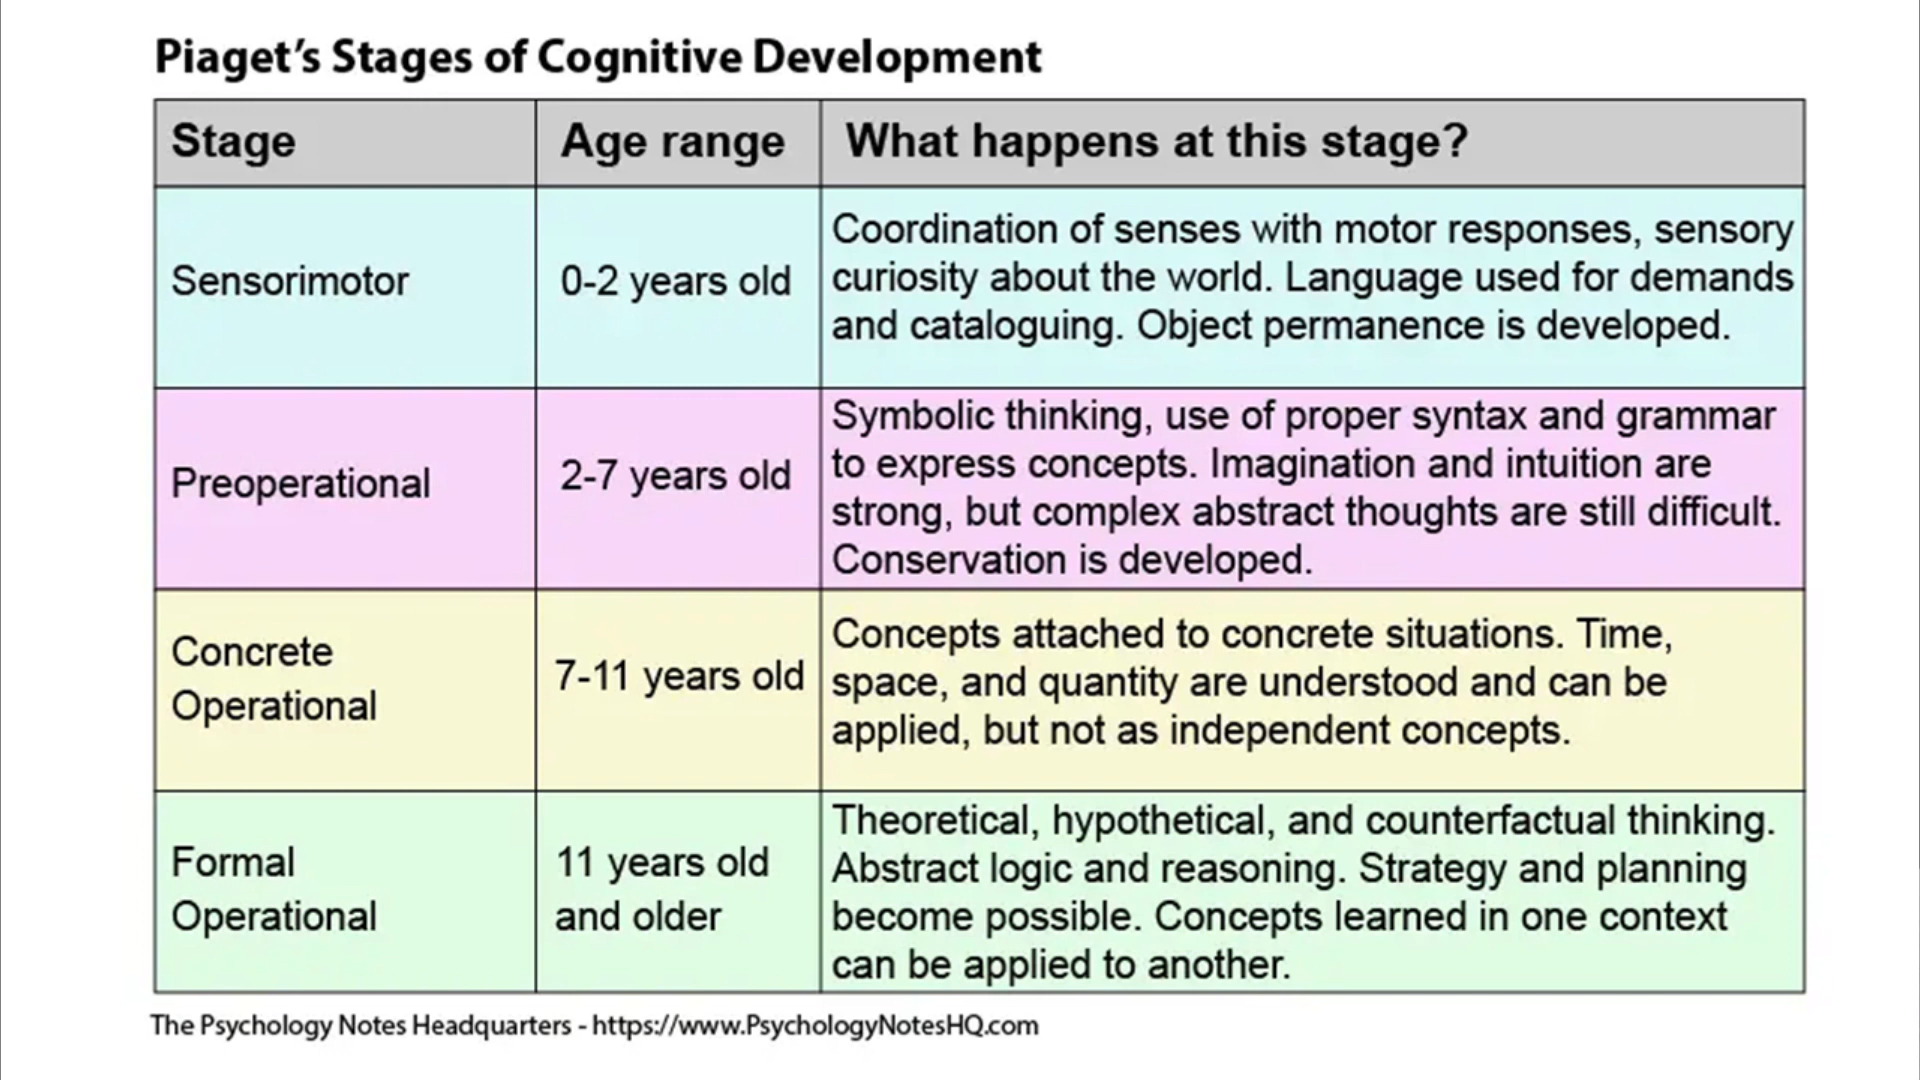 Piaget's Stages of Cognitive Development
Stage
Age range
What happens at this stage?
Sensorimotor
0-2 years old
Coordination of senses with motor responses, sensory
curiosity about the world. Language used for demands
and cataloguing. Object permanence is developed.
Preoperational
2-7 years old
Symbolic thinking, use of proper syntax and grammar
to express concepts. Imagination and intuition are
strong, but complex abstract thoughts are still difficult.
Conservation is developed.
Concrete
Operational
7-11 years old
Concepts attached to concrete situations. Time,
space, and quantity are understood and can be
applied, but not as independent concepts.
Formal
Operational
11 years old
and older
Theoretical, hypothetical, and counterfactual thinking.
Abstract logic and reasoning. Strategy and planning
become possible. Concepts learned in one context
can be applied to another.
The Psychology Notes Headquarters - https://www.PsychologyNotesHQ.com